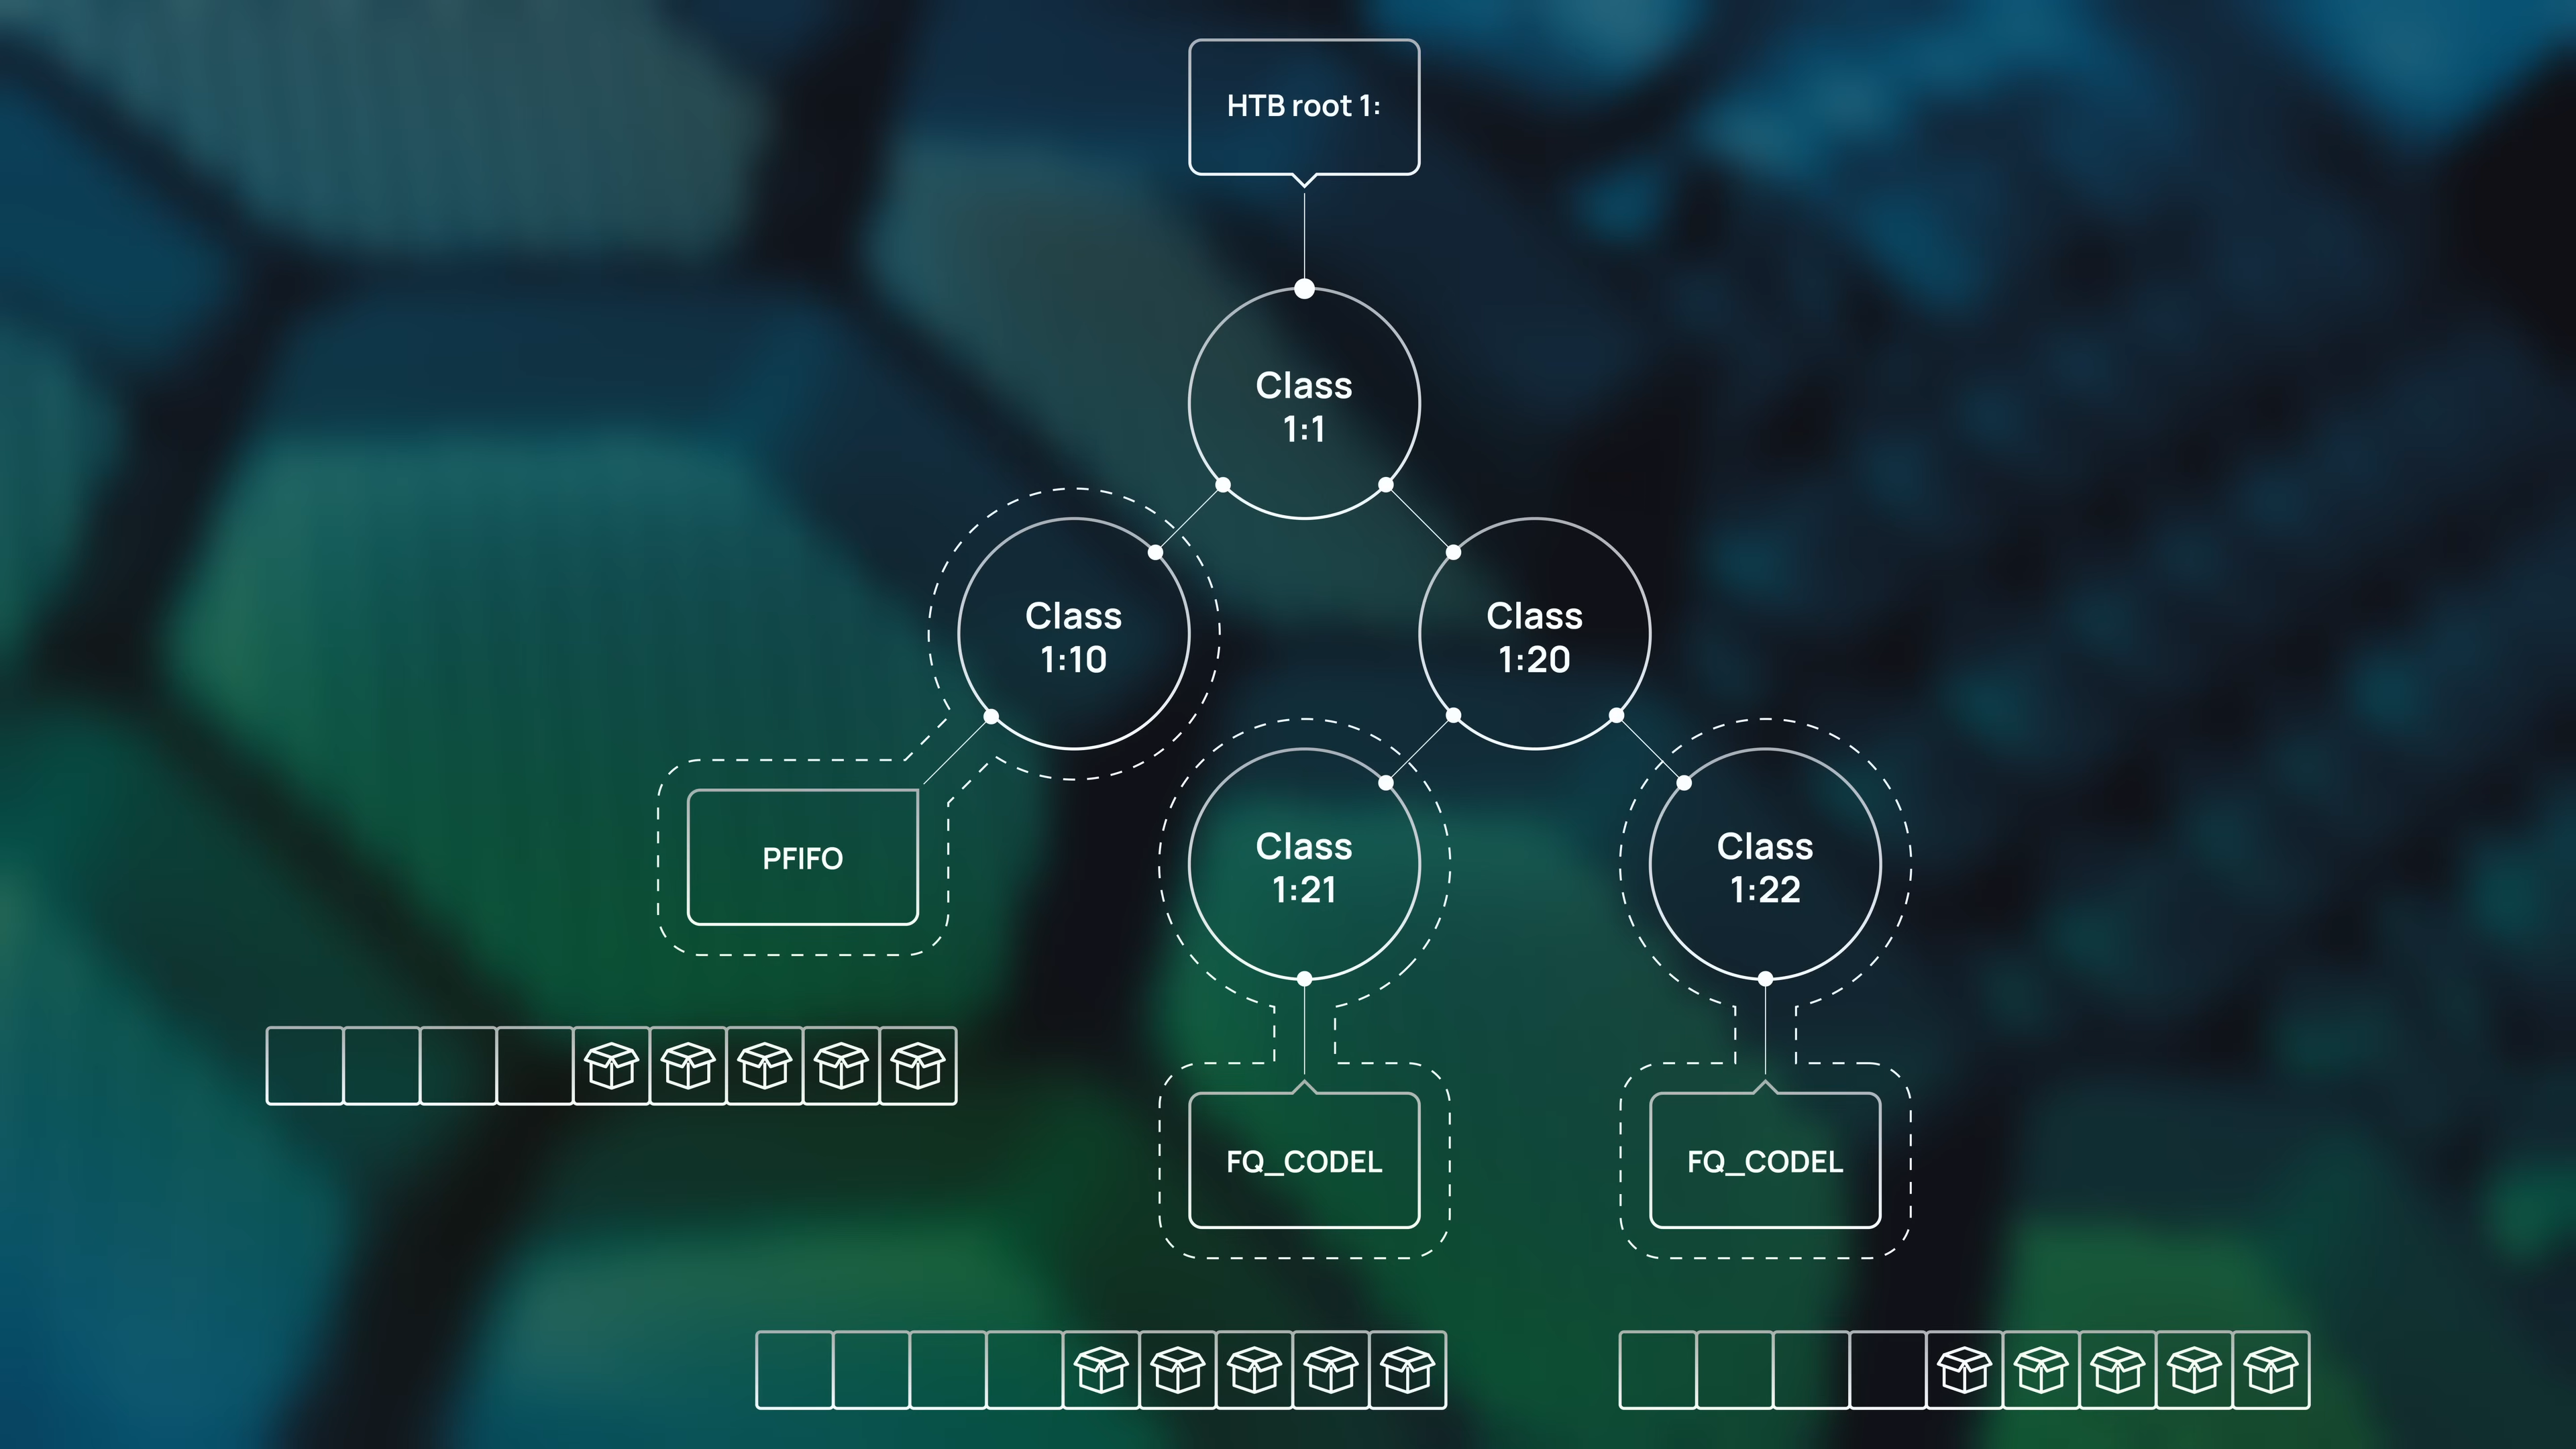 HTB root 1:
Class
1:1
Class
1:10
Class
1:20
PFIFO
Class
1:21
Class
1:22
FQ_CODEL
FQ_CODEL